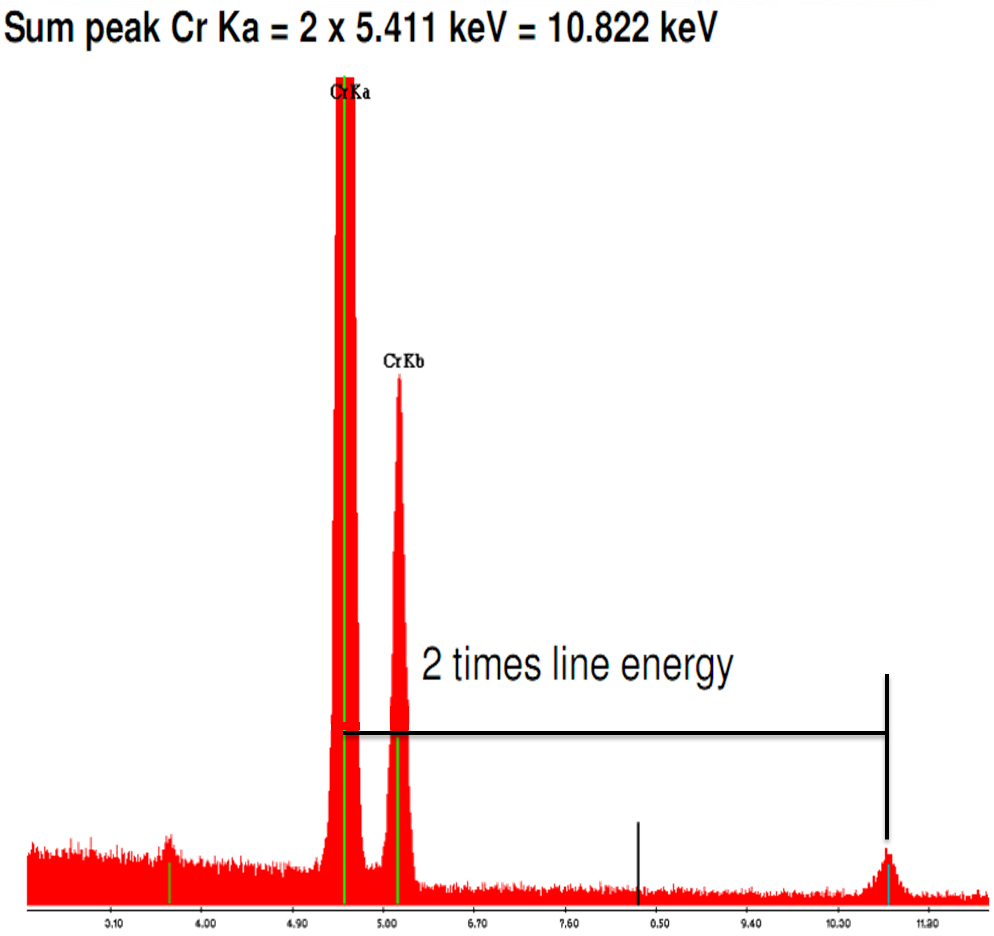 Sum peak Cr Ka = 2 x 5.411 keV = 10.822 keV
CrKa
CrKb
2 times line energy
3.10 4.00 4.90 5.00 6.70 7.60 8.50 9.40 10.30 11.20